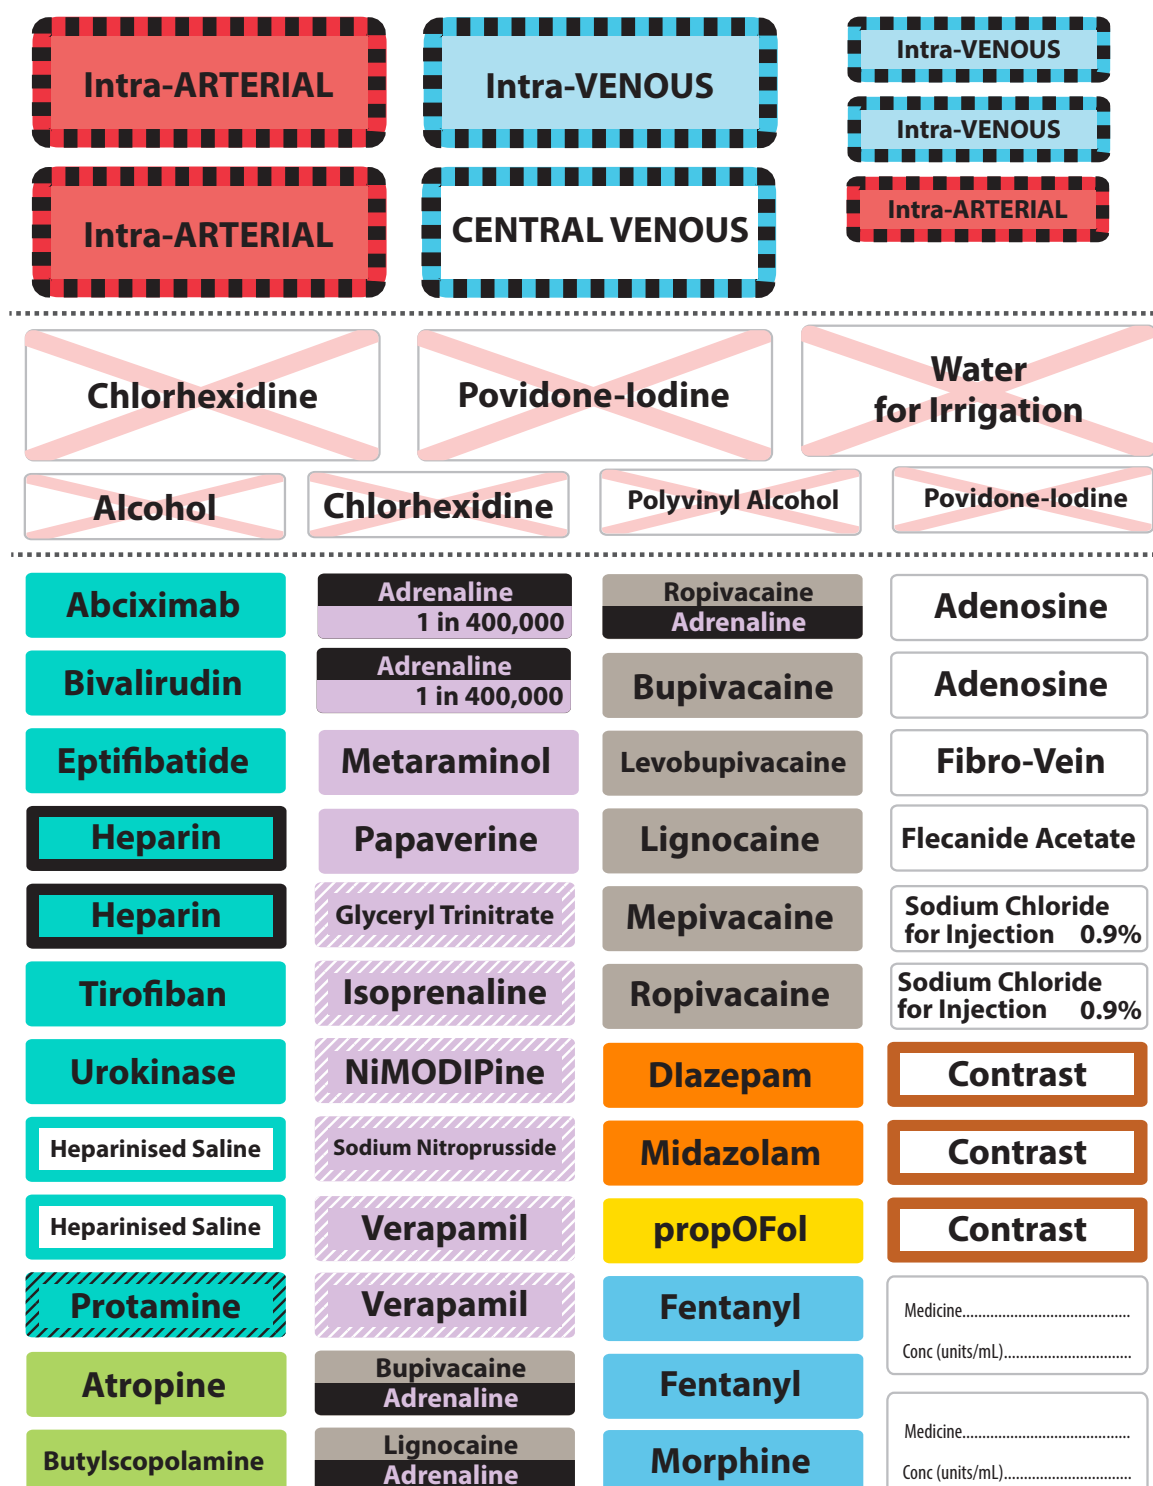 Intra-ARTERIAL
Intra-VENOUS
Intra-VENOUS
Intra-VENOUS
Intra-ARTERIAL
CENTRAL VENOUS
Intra-ARTERIAL
Chlorhexidine
Povidone-Iodine
Water
for Irrigation
Alcohol
Chlorhexidine
Polyvinyl Alcohol
Povidone-Iodine
Abciximab
Bivalirudin
Eptifibatide
Heparin
Heparin
Tirofiban
Urokinase
Heparinised Saline
Heparinised Saline
Protamine
Atropine
Butylscopolamine
Adrenaline
1 in 400,000
Adrenaline
1 in 400,000
Metaraminol
Papaverine
Glyceryl Trinitrate
Isoprenaline
NiMODIPine
Sodium Nitroprusside
Verapamil
Verapamil
Bupivacaine
Adrenaline
Lignocaine
Adrenaline
Ropivacaine
Adrenaline
Bupivacaine
Levobupivacaine
Lignocaine
Mepivacaine
Ropivacaine
DIazepam
Midazolam
propOFol
Fentanyl
Fentanyl
Morphine
Adenosine
Adenosine
Fibro-Vein
Flecanide Acetate
Sodium Chloride
for Injection 0.9%
Sodium Chloride
for Injection 0.9%
Contrast
Contrast
Contrast
Medicine..........................................
Conc (units/mL)................................
Medicine..........................................
Conc (units/mL)................................